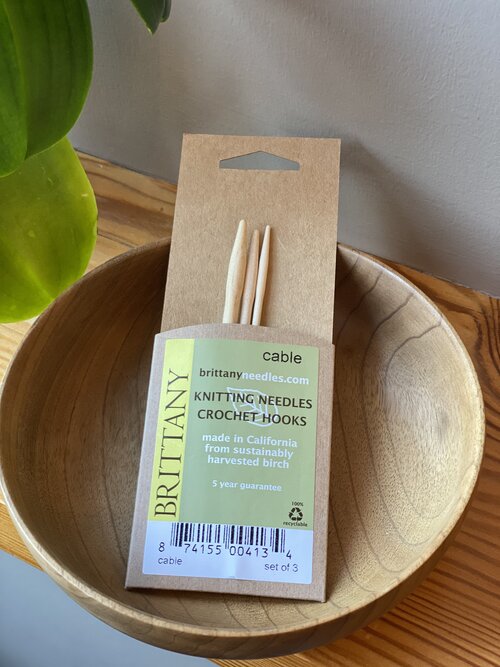 cable
brittanyneedles.com
KNITTING NEEDLES
CROCHET HOOKS
made in California
from sustainably
harvested birch
5 year guarantee
BRITTANY
100%
recyclable
8 74155 00413 4
cable
set of 3